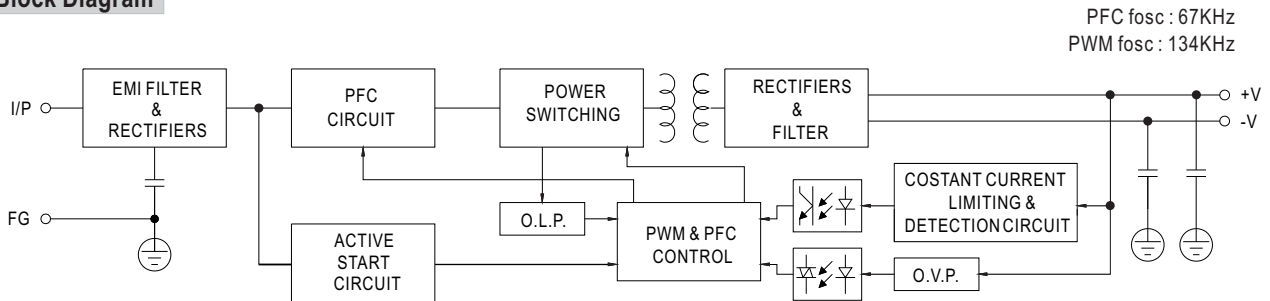 Block Diagram
PFC fosc : 67KHz
PWM fosc : 134KHz
I/P
EMI FILTER
&
RECTIFIERS
PFC
CIRCUIT
POWER
SWITCHING
RECTIFIERS
&
FILTER
+V
-V
FG
O.L.P.
PWM & PFC
CONTROL
COSTANT CURRENT
LIMITING &
DETECTION CIRCUIT
ACTIVE
START
CIRCUIT
O.V.P.